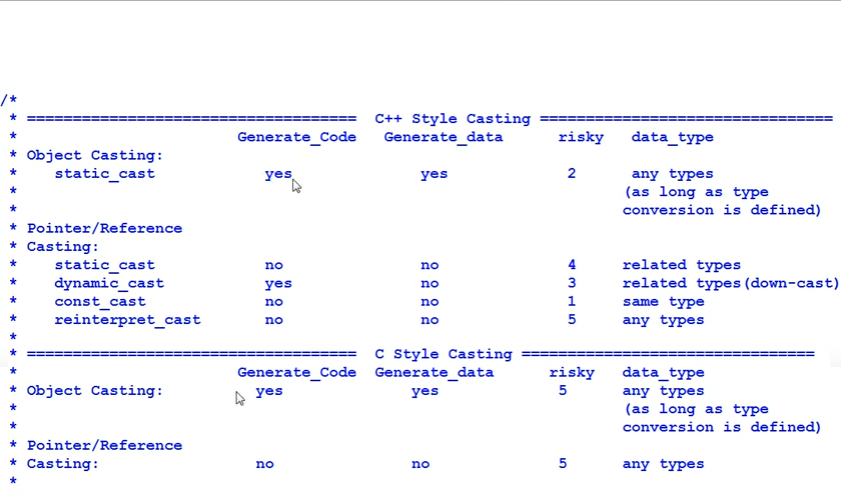 /*
 * ==================================== C++ Style Casting ================================
 * Generate_Code Generate_data risky data_type
 * Object Casting:
 * static_cast yes yes 2 any types
 * (as long as type
 * conversion is defined)
 * Pointer/Reference
 * Casting:
 * static_cast no no 4 related types
 * dynamic_cast yes no 3 related types(down-cast)
 * const_cast no no 1 same type
 * reinterpret_cast no no 5 any types
 *
 * ==================================== C Style Casting ================================
 * Generate_Code Generate_data risky data_type
 * Object Casting: yes yes 5 any types
 * (as long as type
 * conversion is defined)
 * Pointer/Reference
 * Casting: no no 5 any types
 *